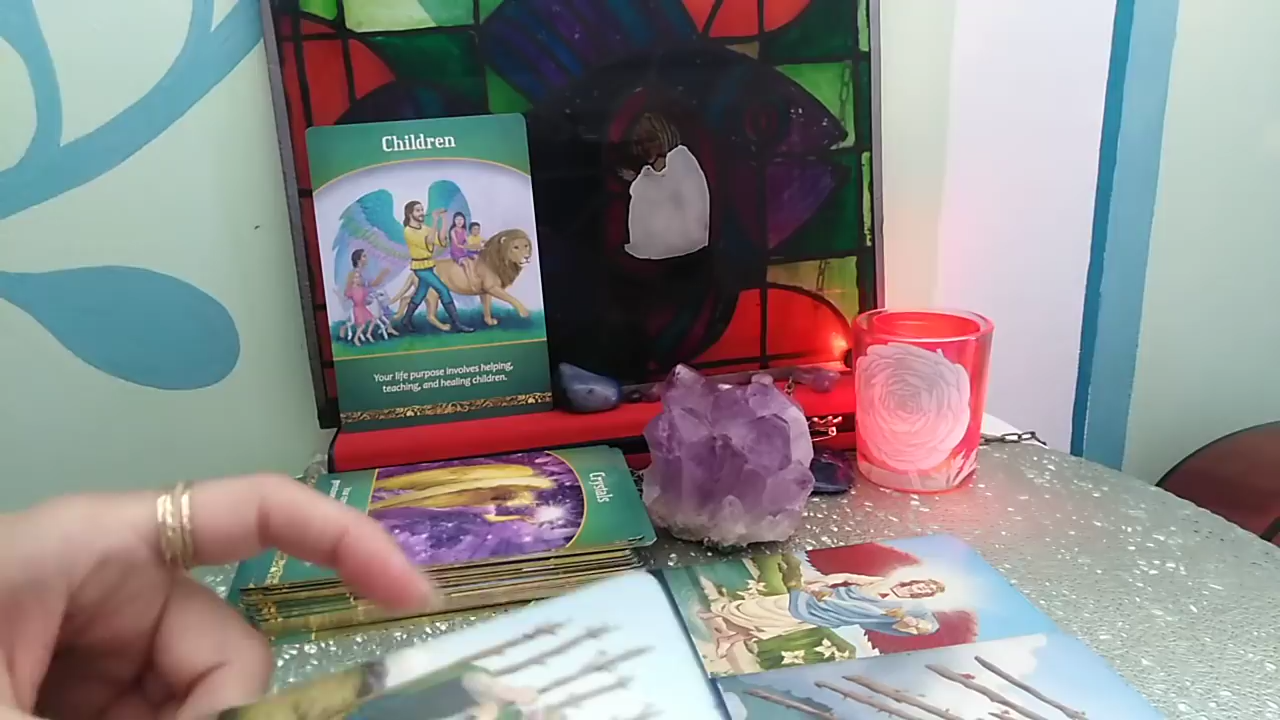 Children
Your life purpose involves helping,
teaching, and healing children.
Crystals